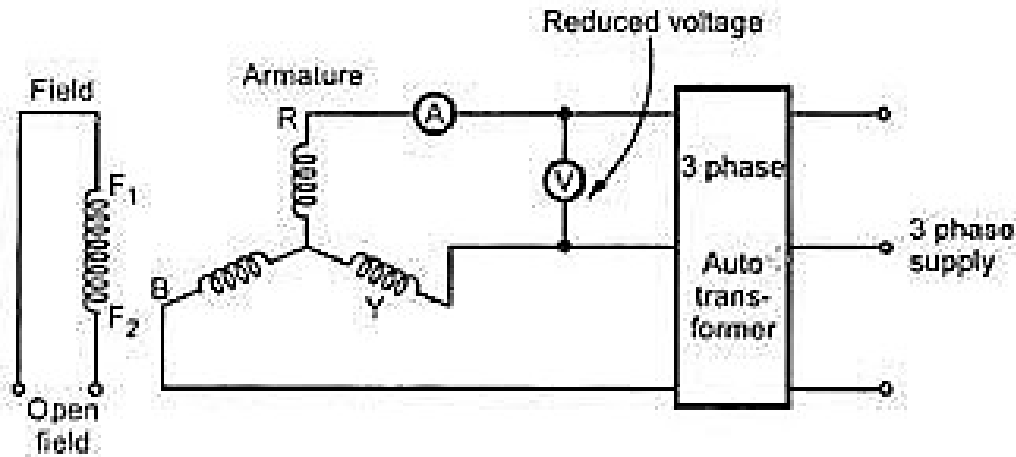 Reduced voltage
Armature
Field
R
A
F1
V
3 phase
3 phase
supply
B
Y
Auto
trans-
former
F2
Open
field